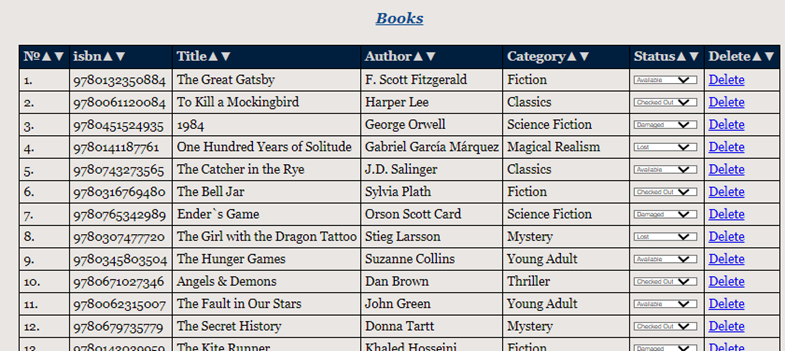 Books
№▲▼ isbn▲▼ Title▲▼ Author▲▼ Category▲▼ Status▲▼ Delete▲▼
1. 9780132350884 The Great Gatsby F. Scott Fitzgerald Fiction Available Delete
2. 9780061120084 To Kill a Mockingbird Harper Lee Classics Checked Out Delete
3. 9780451524935 1984 George Orwell Science Fiction Damaged Delete
4. 9780141187761 One Hundred Years of Solitude Gabriel García Márquez Magical Realism Lost Delete
5. 9780743273565 The Catcher in the Rye J.D. Salinger Classics Available Delete
6. 9780316769480 The Bell Jar Sylvia Plath Fiction Checked Out Delete
7. 9780765342989 Ender`s Game Orson Scott Card Science Fiction Damaged Delete
8. 9780307477720 The Girl with the Dragon Tattoo Stieg Larsson Mystery Lost Delete
9. 9780345803504 The Hunger Games Suzanne Collins Young Adult Available Delete
10. 9780671027346 Angels & Demons Dan Brown Thriller Checked Out Delete
11. 9780062315007 The Fault in Our Stars John Green Young Adult Available Delete
12. 9780679735779 The Secret History Donna Tartt Mystery Checked Out Delete
13. The Kite Runner Khaled Hosseini Fiction Damaged Delete